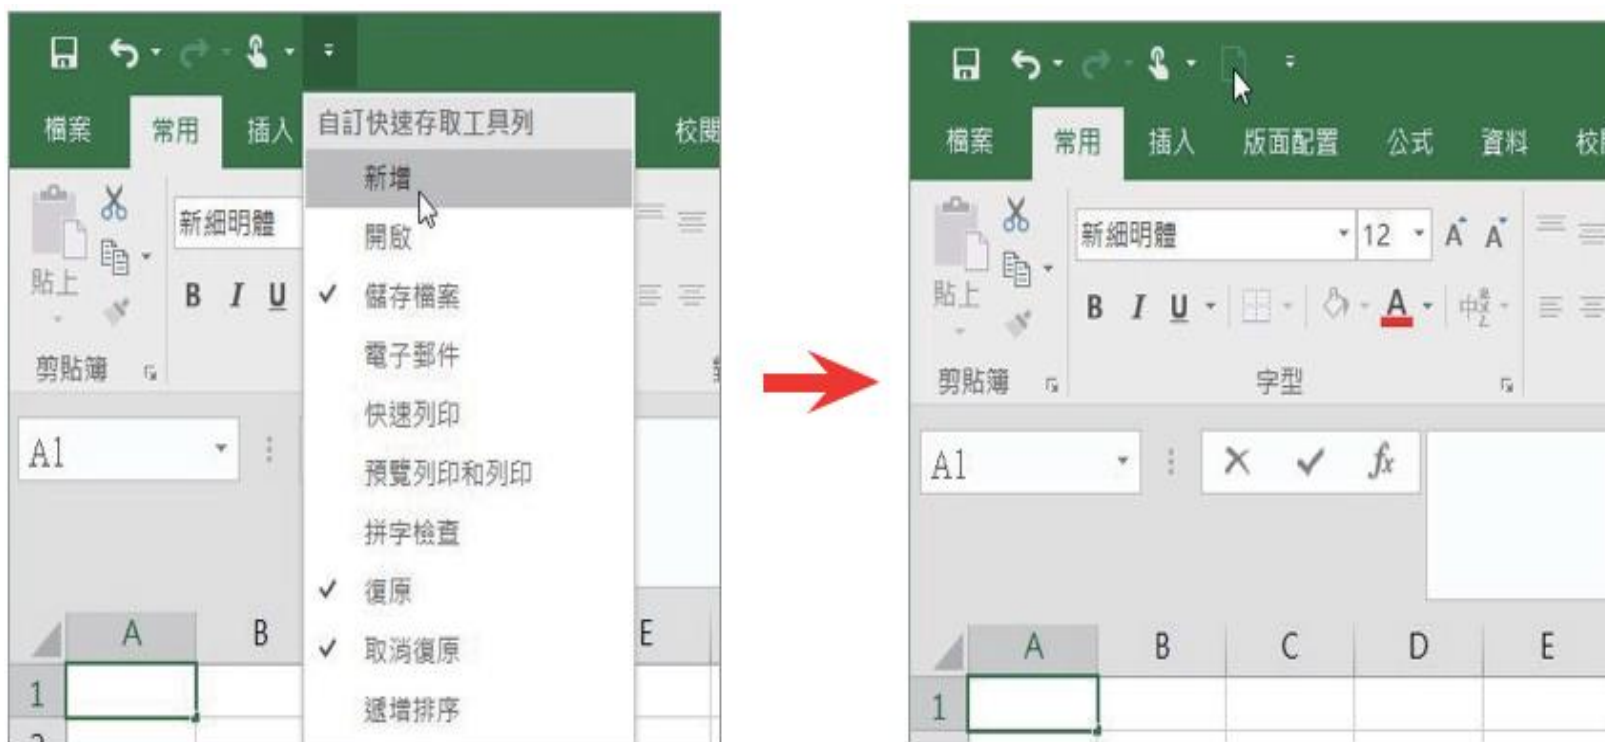 檔案 常用 插入 校閱
自訂快速存取工具列
新增
開啟
儲存檔案
電子郵件
快速列印
預覽列印和列印
拼字檢查
復原
取消復原
遞增排序
新細明體
貼上
B I U
剪貼簿
A1
A B E
1
檔案 常用 插入 版面配置 公式 資料 校
新細明體 12 A A
貼上
B I U A 中
剪貼簿 字型
A1 fx
A B C D E
1